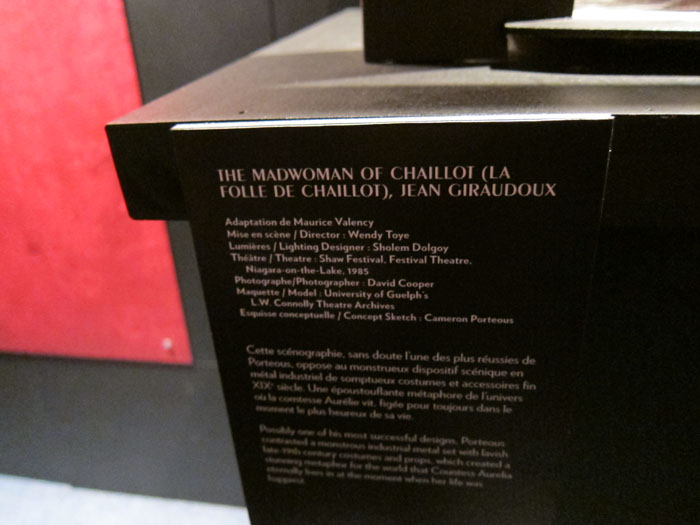 THE MADWOMAN OF CHAILLOT (LA
FOLLE DE CHAILLOT), JEAN GIRAUDOUX
Adaptation de Maurice Valency
Mise en scène / Director : Wendy Toye
Lumières / Lighting Designer : Sholem Dolgoy
Théâtre / Theatre : Shaw Festival, Festival Theatre,
Niagara-on-the-Lake, 1985
Photographe/Photographer : David Cooper
Maquette / Model : University of Guelph's
L.W. Connolly Theatre Archives
Esquisse conceptuelle / Concept Sketch : Cameron Porteous
Cette scénographie, sans doute l'une des plus réussies de
Porteous, oppose au monstrueux dispositif scénique en
métal industriel de somptueux costumes et accessoires fin
XIXe siècle. Une époustouflante métaphore de l'univers
où la comtesse Aurélie vit, figée pour toujours dans le
moment le plus heureux de sa vie.
Possibly one of his most successful designs, Porteous
contrasted a monstrous industrial metal set with lavish
late-19th century costumes and props, which created a
stunning metaphor for the world that Countess Aurelia
eternally lives in at the moment when her life was
happiest.